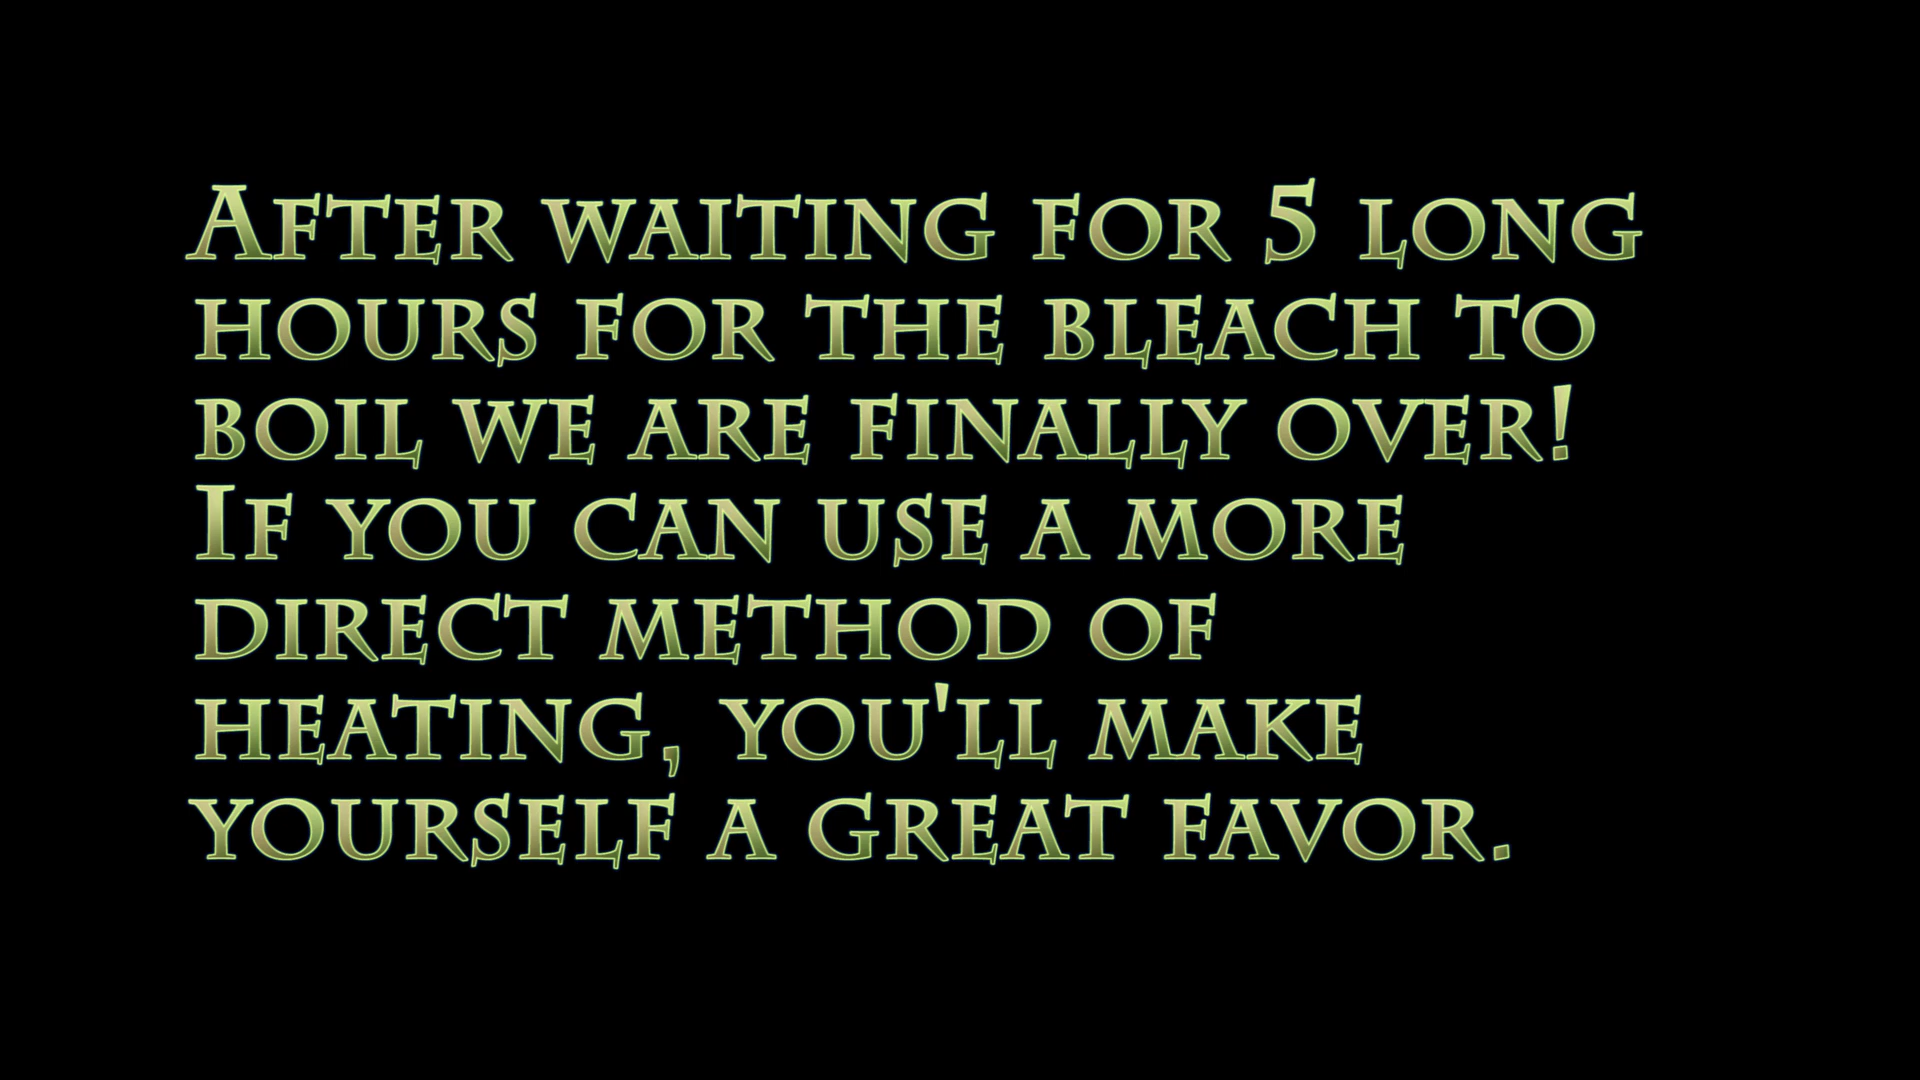 After waiting for 5 long
hours for the bleach to
boil we are finally over!
If you can use a more
direct method of
heating, you'll make
yourself a great favor.